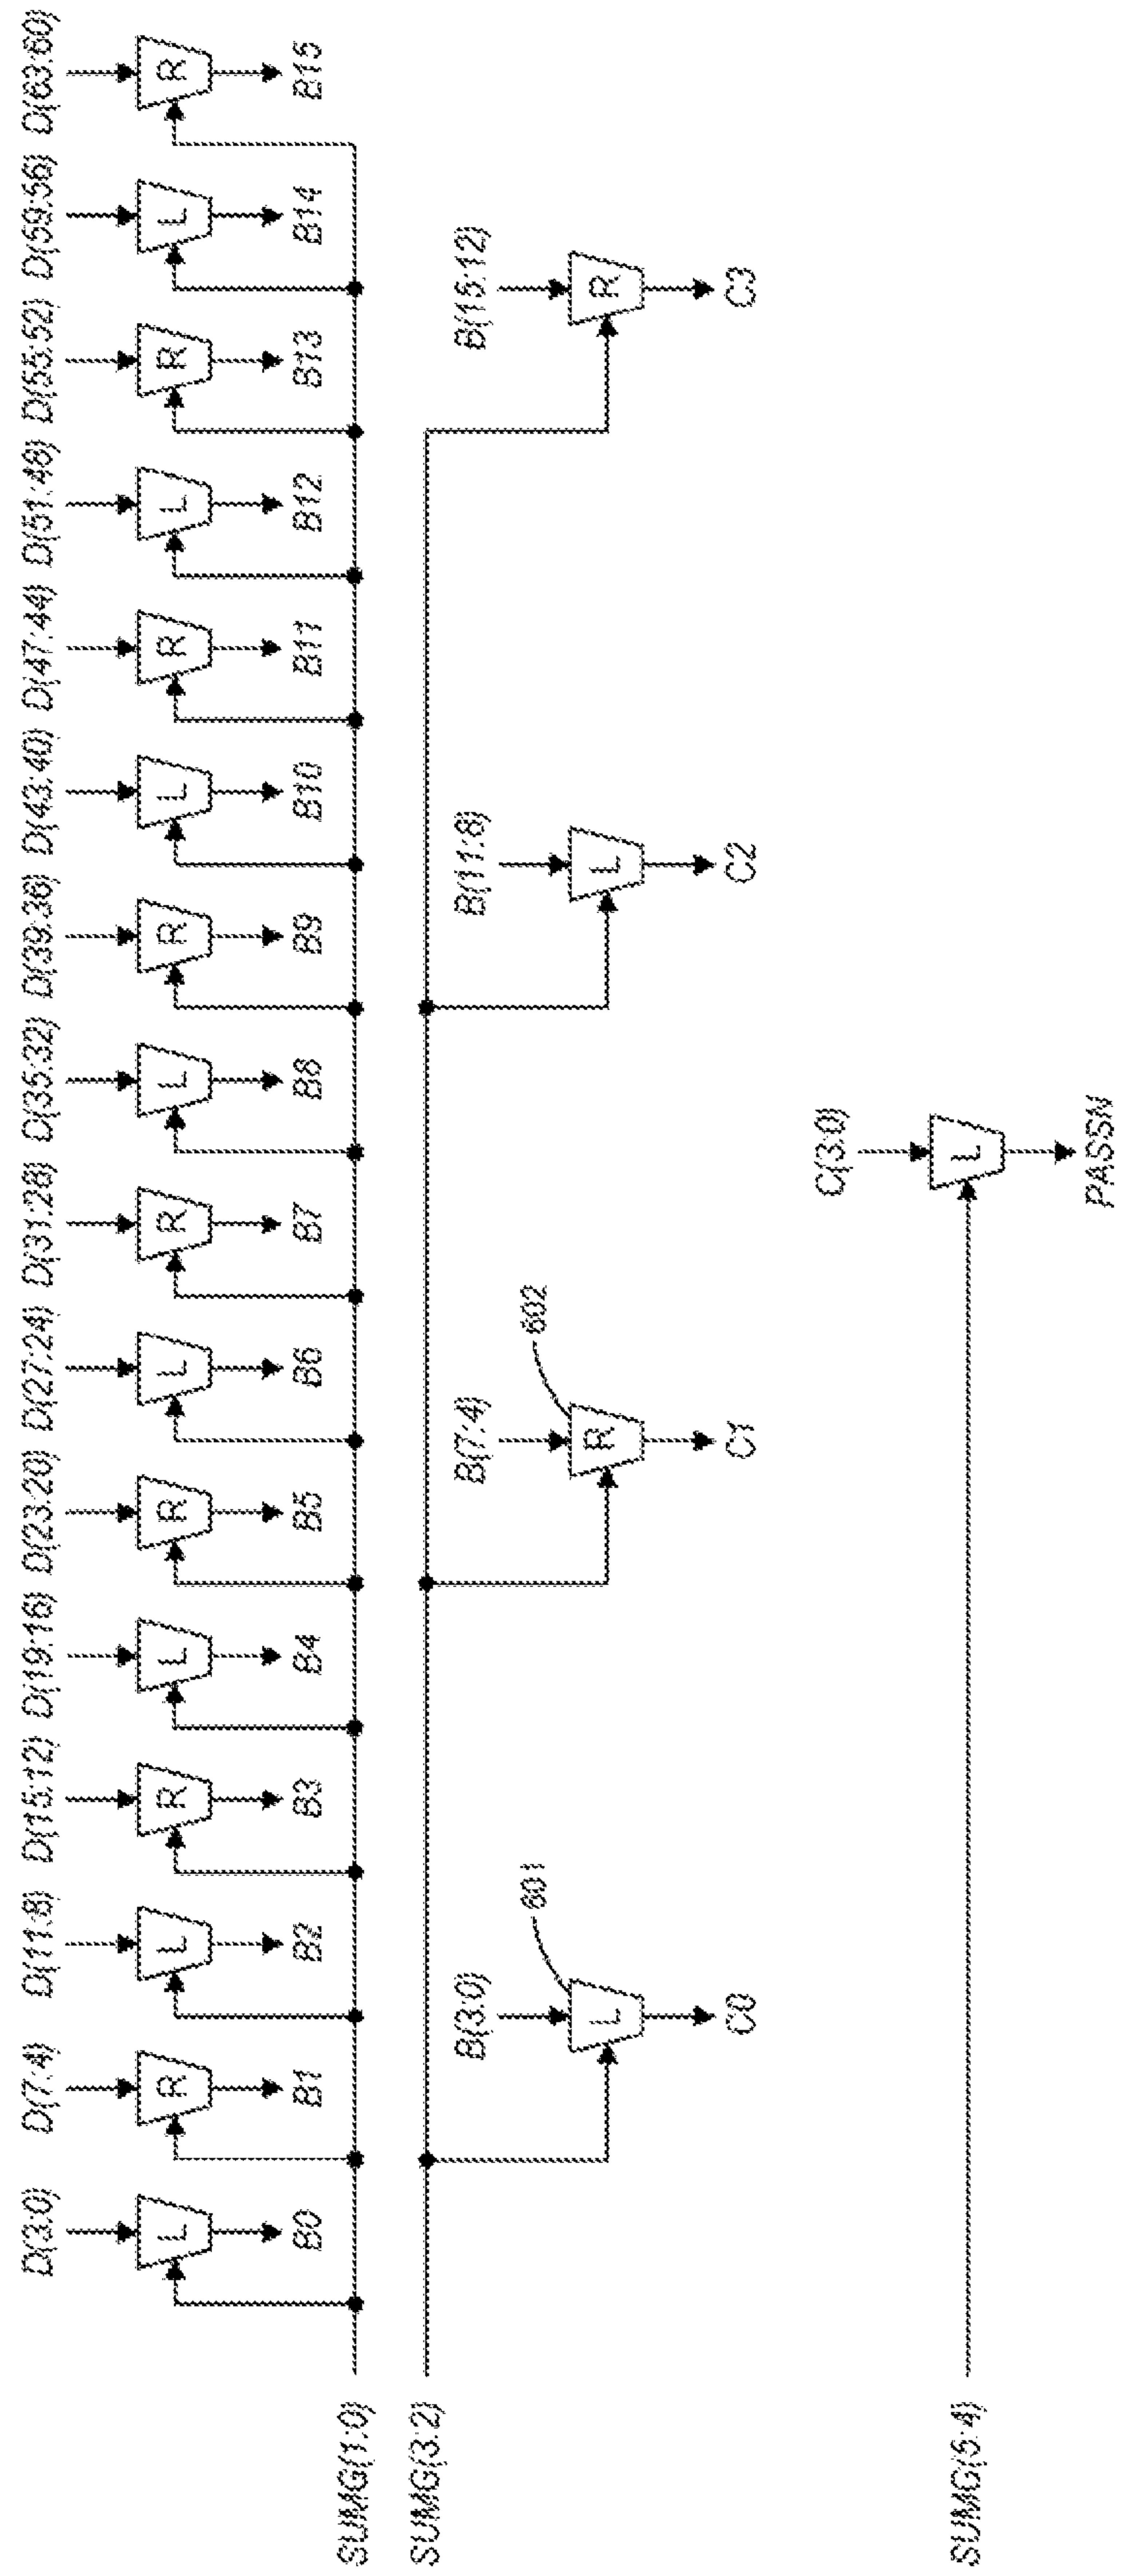 D(3:0) D(7:4) D(11:8) D(15:12) D(19:16) D(23:20) D(27:24) D(31:28) D(35:32) D(39:36) D(43:40) D(47:44) D(51:48) D(55:52) D(59:56) D(63:60)
L R L R L R L R L R L R L R L R
B0 B1 B2 B3 B4 B5 B6 B7 B8 B9 B10 B11 B12 B13 B14 B15
SUMG(1:0)
SUMG(3:2)
B(3:0) B(7:4) B(11:8) B(15:12)
601 602
L R L R
C0 C1 C2 C3
C(3:0)
SUMG(5:4) L
PASSN